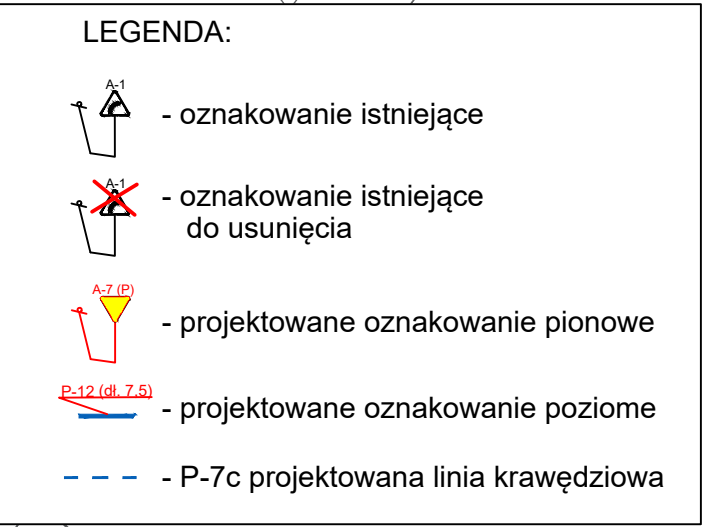 LEGENDA:
A-1
- oznakowanie istniejące
A-1
- oznakowanie istniejące
do usunięcia
A-7 (P)
- projektowane oznakowanie pionowe
P-12 (dł. 7.5)
- projektowane oznakowanie poziome
- P-7c projektowana linia krawędziowa